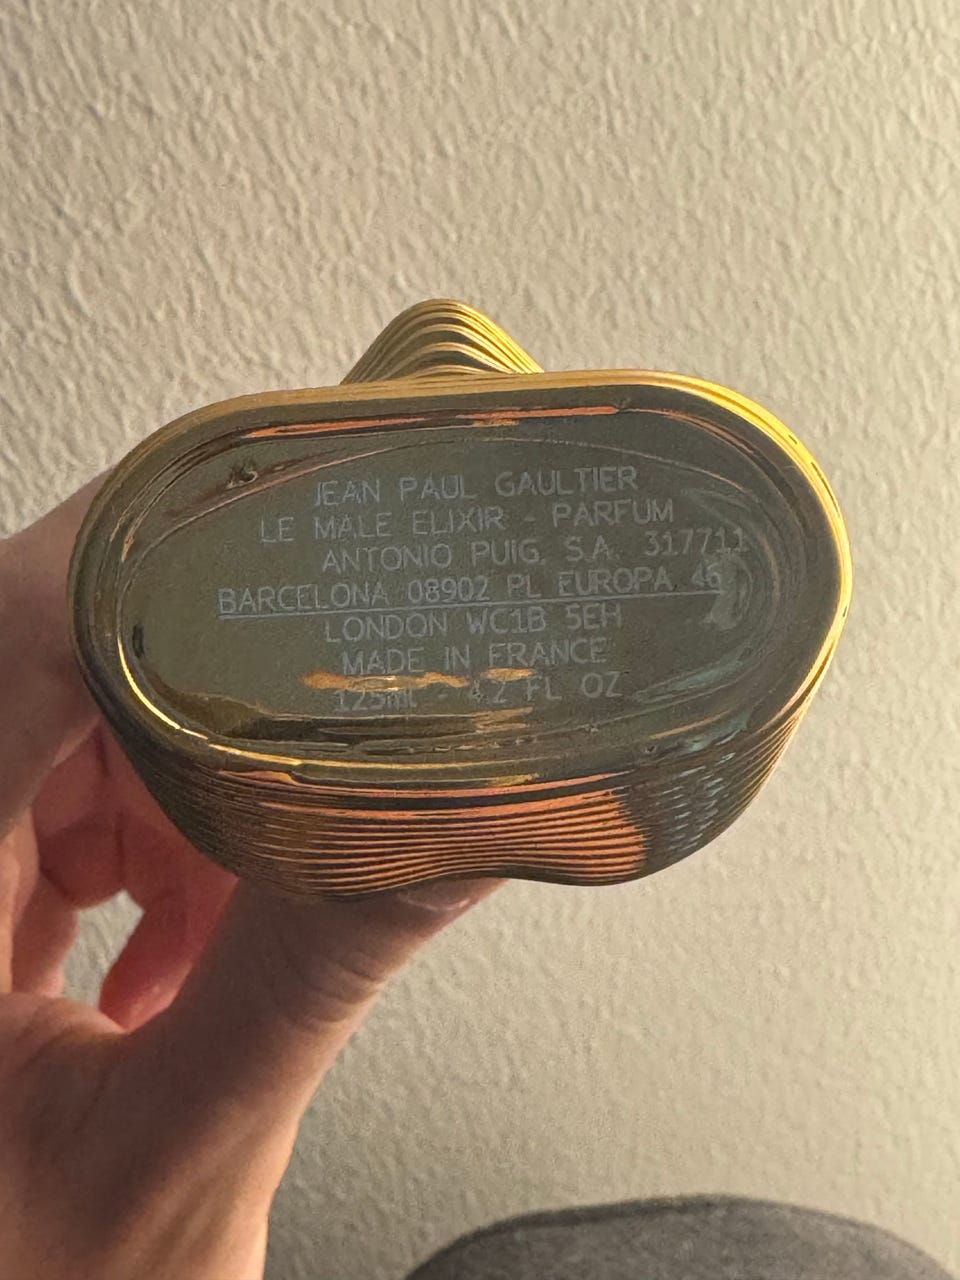 JEAN PAUL GAULTIER
LE MALE ELIXIR - PARFUM
ANTONIO PUIG, S.A. 317711
BARCELONA 08902 PL EUROPA, 46
LONDON WC1B 5EH
MADE IN FRANCE
125ml - 4.2 FL OZ